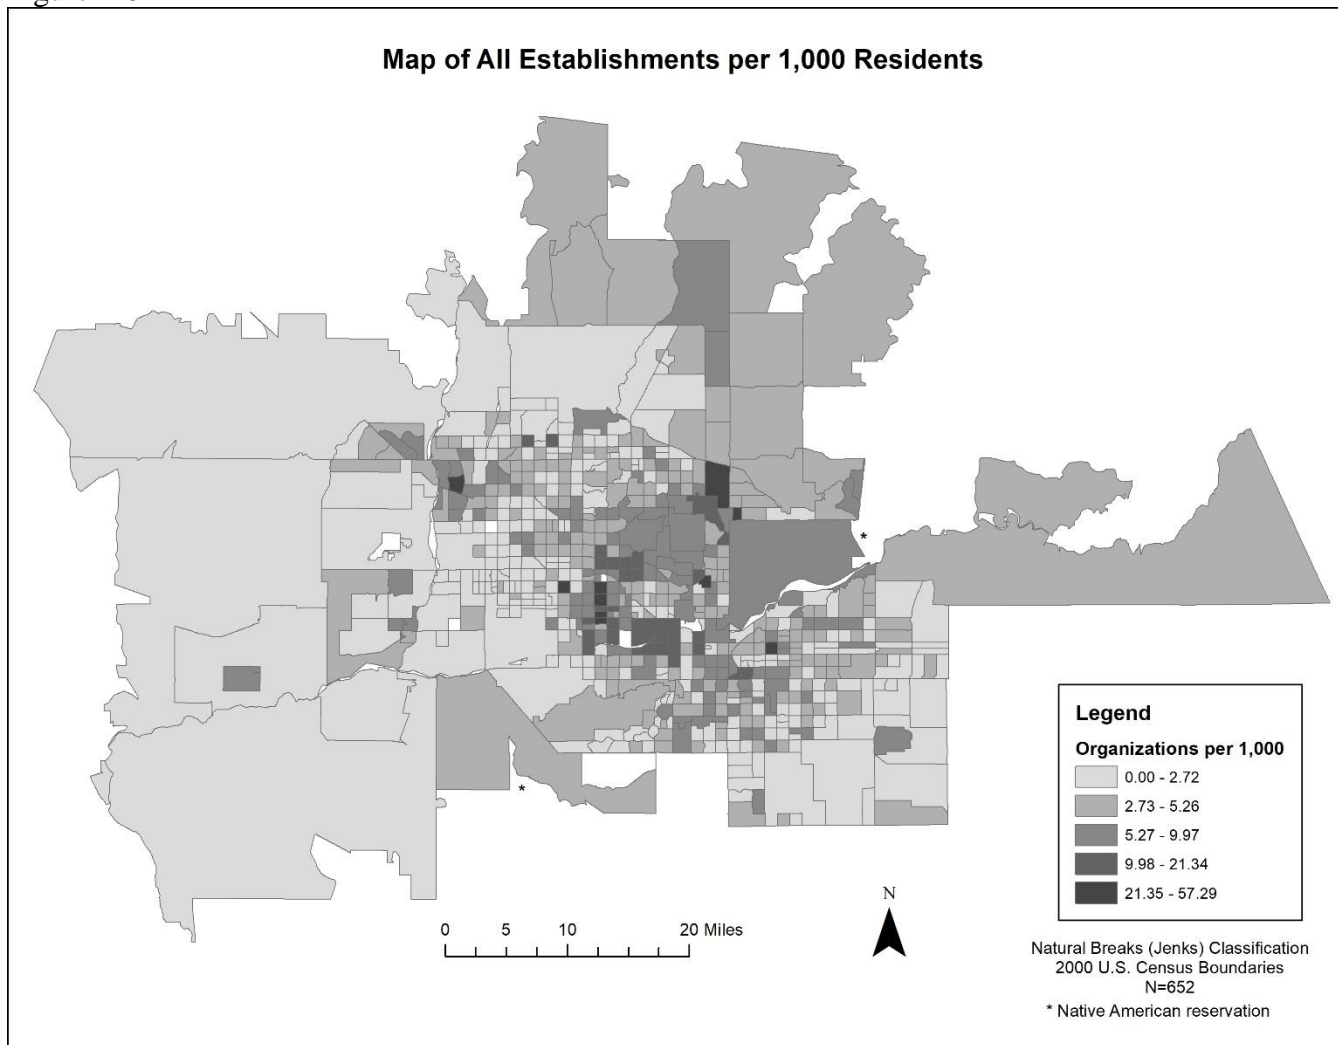 Map of All Establishments per 1,000 Residents
*
*
Legend
Organizations per 1,000
0.00 - 2.72
2.73 - 5.26
5.27 - 9.97
9.98 - 21.34
21.35 - 57.29
N
0 5 10 20 Miles
Natural Breaks (Jenks) Classification
2000 U.S. Census Boundaries
N=652
* Native American reservation